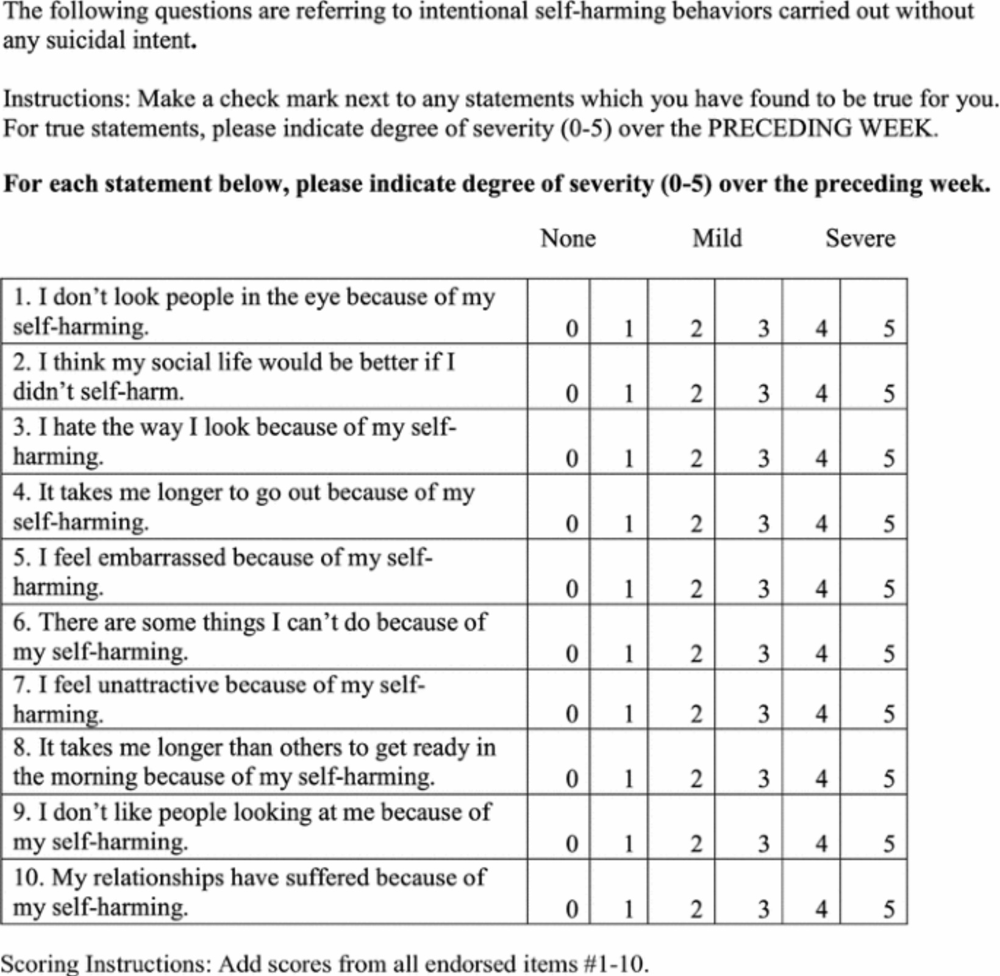 The following questions are referring to intentional self-harming behaviors carried out without
any suicidal intent.
Instructions: Make a check mark next to any statements which you have found to be true for you.
For true statements, please indicate degree of severity (0-5) over the PRECEDING WEEK.
For each statement below, please indicate degree of severity (0-5) over the preceding week.
None Mild Severe
1. I don't look people in the eye because of my
self-harming. 0 1 2 3 4 5
2. I think my social life would be better if I
didn't self-harm. 0 1 2 3 4 5
3. I hate the way I look because of my self-
harming. 0 1 2 3 4 5
4. It takes me longer to go out because of my
self-harming. 0 1 2 3 4 5
5. I feel embarrassed because of my self-
harming. 0 1 2 3 4 5
6. There are some things I can't do because of
my self-harming. 0 1 2 3 4 5
7. I feel unattractive because of my self-
harming. 0 1 2 3 4 5
8. It takes me longer than others to get ready in
the morning because of my self-harming. 0 1 2 3 4 5
9. I don't like people looking at me because of
my self-harming. 0 1 2 3 4 5
10. My relationships have suffered because of
my self-harming. 0 1 2 3 4 5
Scoring Instructions: Add scores from all endorsed items #1-10.